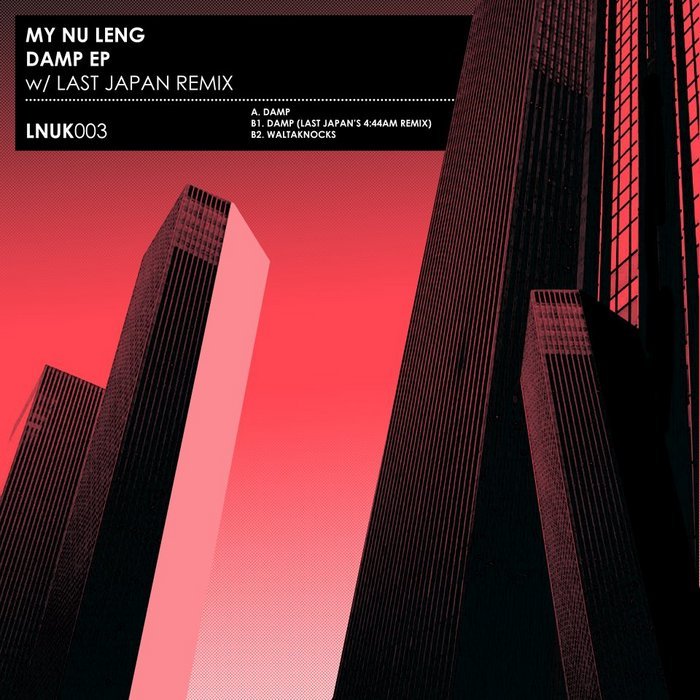 MY NU LENG
DAMP EP
w/ LAST JAPAN REMIX
LNUK003
A. DAMP
B1. DAMP (LAST JAPAN'S 4:44AM REMIX)
B2. WALTAKNOCKS